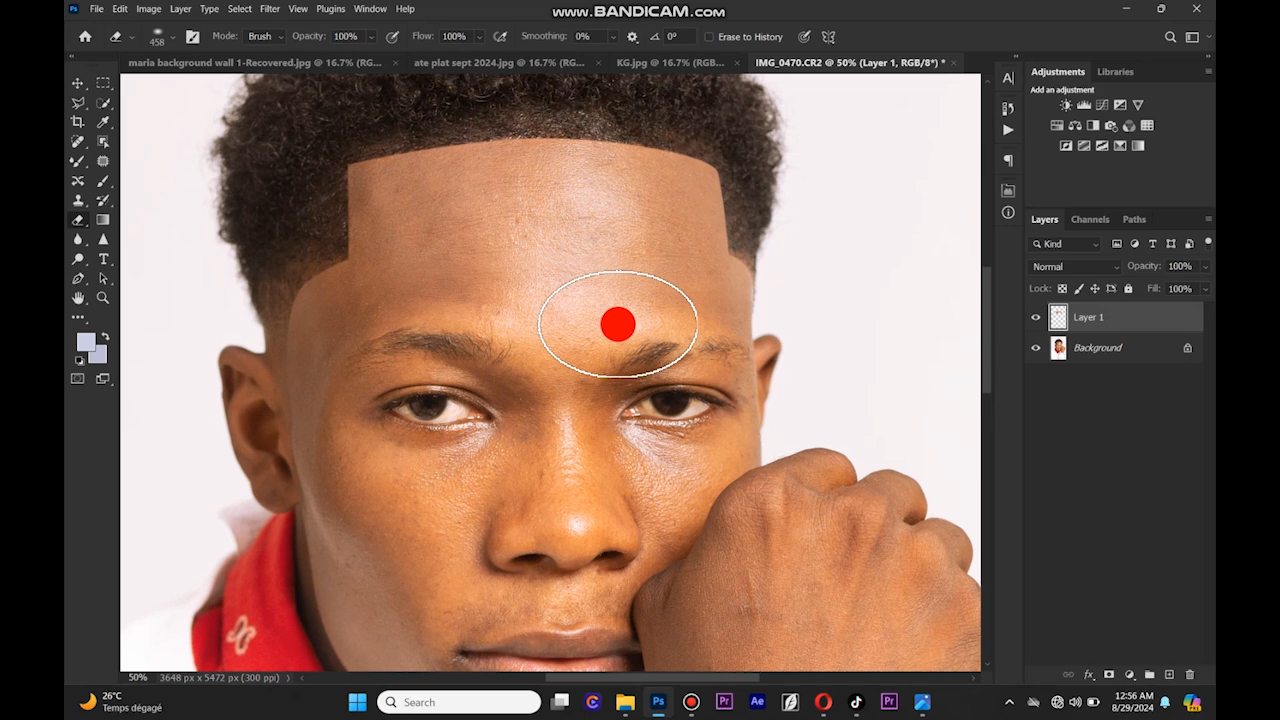 www.BANDICAM.com
File Edit Image Layer Type Select Filter View Plugins Window Help
458 Mode: Brush Opacity: 100% Flow: 100% Smoothing: 0% 0° Erase to History
maria background wall 1-Recovered.jpg @ 16.7% (RG... × ate plat sept 2024.jpg @ 16.7% (RG... × KG.jpg @ 16.7% (RGB... × IMG_0470.CR2 @ 50% (Layer 1, RGB/8*) * ×
Adjustments Libraries
Add an adjustment
Layers Channels Paths
Kind
Normal Opacity: 100%
Lock: Fill: 100%
Layer 1
Background
50% 3648 px x 5472 px (300 ppi)
26°C
Temps dégagé
Search
12:56 AM
8/29/2024